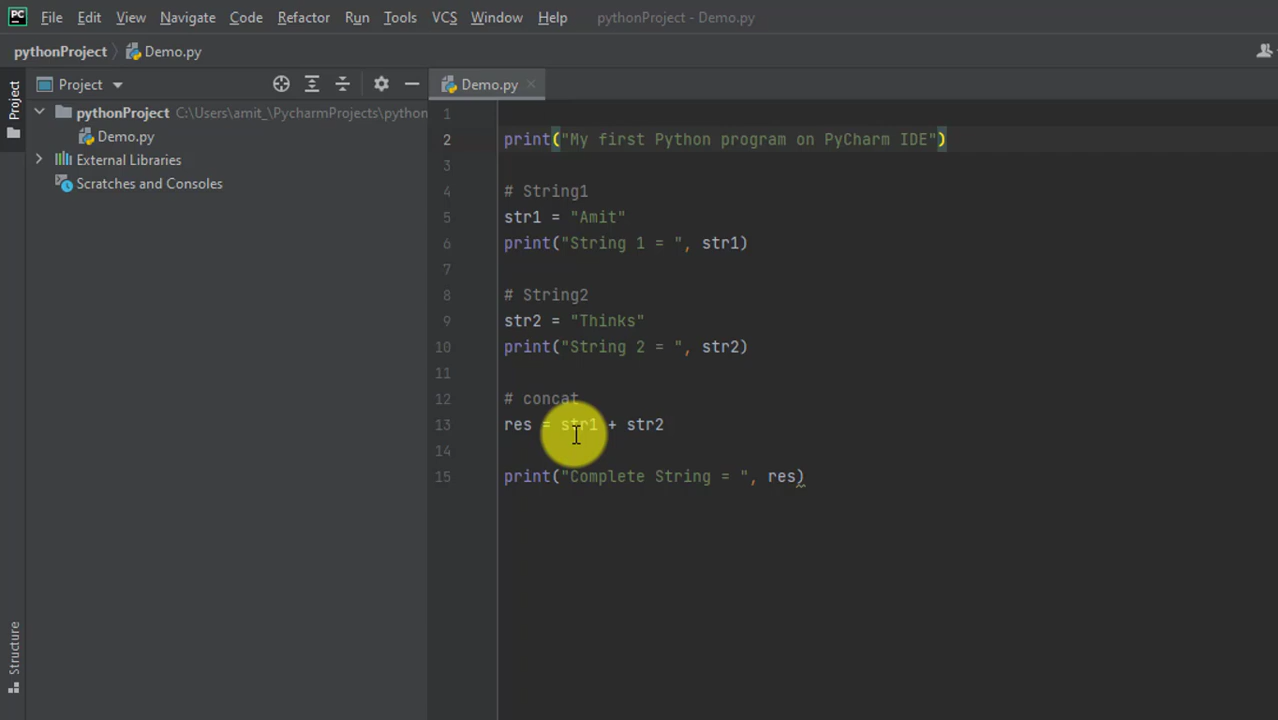 PC File Edit View Navigate Code Refactor Run Tools VCS Window Help pythonProject - Demo.py
pythonProject Demo.py
Project
Project
Demo.py
pythonProject C:\Users\amit_\PycharmProjects\python
Demo.py
External Libraries
Scratches and Consoles
Structure
1
2 print("My first Python program on PyCharm IDE")
3
4 # String1
5 str1 = "Amit"
6 print("String 1 = ", str1)
7
8 # String2
9 str2 = "Thinks"
10 print("String 2 = ", str2)
11
12 # concat
13 res = str1 + str2
14
15 print("Complete String = ", res)